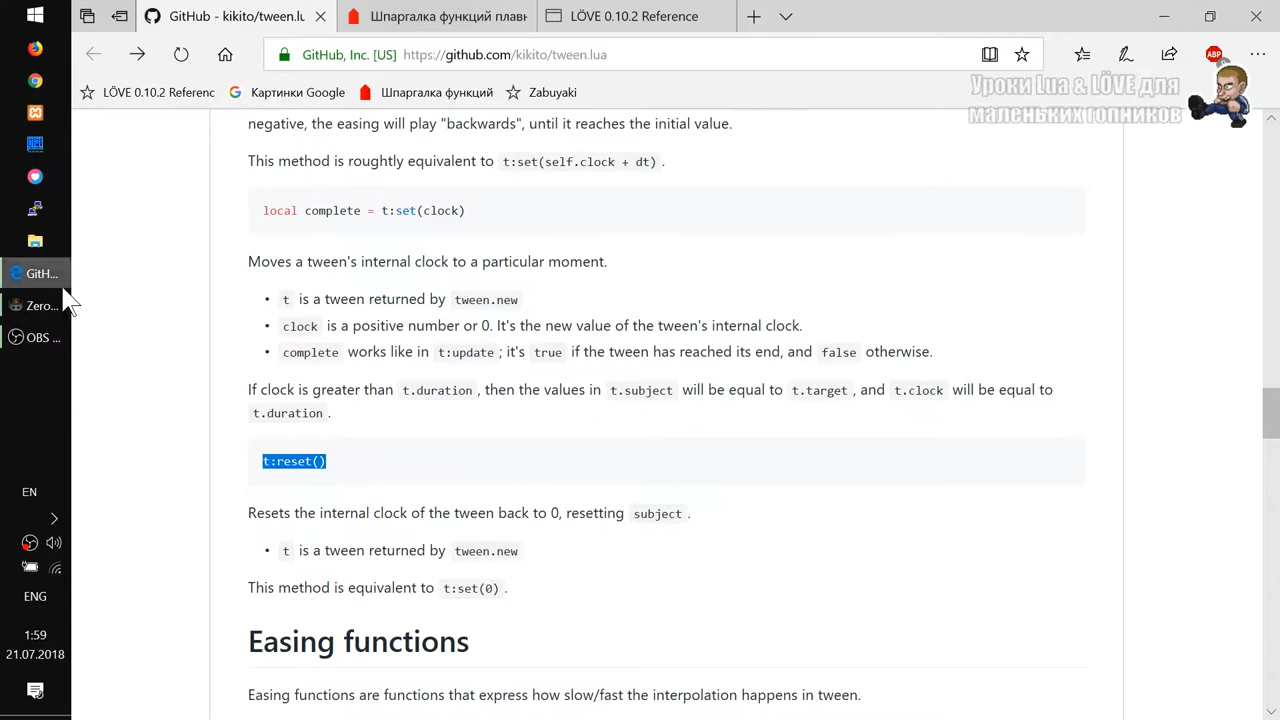 GitHub - kikito/tween.l
Шпаргалка функций плавн
LÖVE 0.10.2 Reference
GitHub, Inc. [US] https://github.com/kikito/tween.lua
ABP
LÖVE 0.10.2 Referenc
Картинки Google
Шпаргалка функций
Zabuyaki
Уроки Lua & LÖVE для
маленьких гопников
negative, the easing will play "backwards", until it reaches the initial value.
This method is roughtly equivalent to t:set(self.clock + dt) .
local complete = t:set(clock)
Moves a tween's internal clock to a particular moment.
• t is a tween returned by tween.new
• clock is a positive number or 0. It's the new value of the tween's internal clock.
• complete works like in t:update ; it's true if the tween has reached its end, and false otherwise.
If clock is greater than t.duration , then the values in t.subject will be equal to t.target , and t.clock will be equal to
t.duration .
t:reset()
Resets the internal clock of the tween back to 0, resetting subject .
• t is a tween returned by tween.new
This method is equivalent to t:set(0) .
Easing functions
Easing functions are functions that express how slow/fast the interpolation happens in tween.
GitH...
Zero...
OBS ...
EN
ENG
1:59
21.07.2018